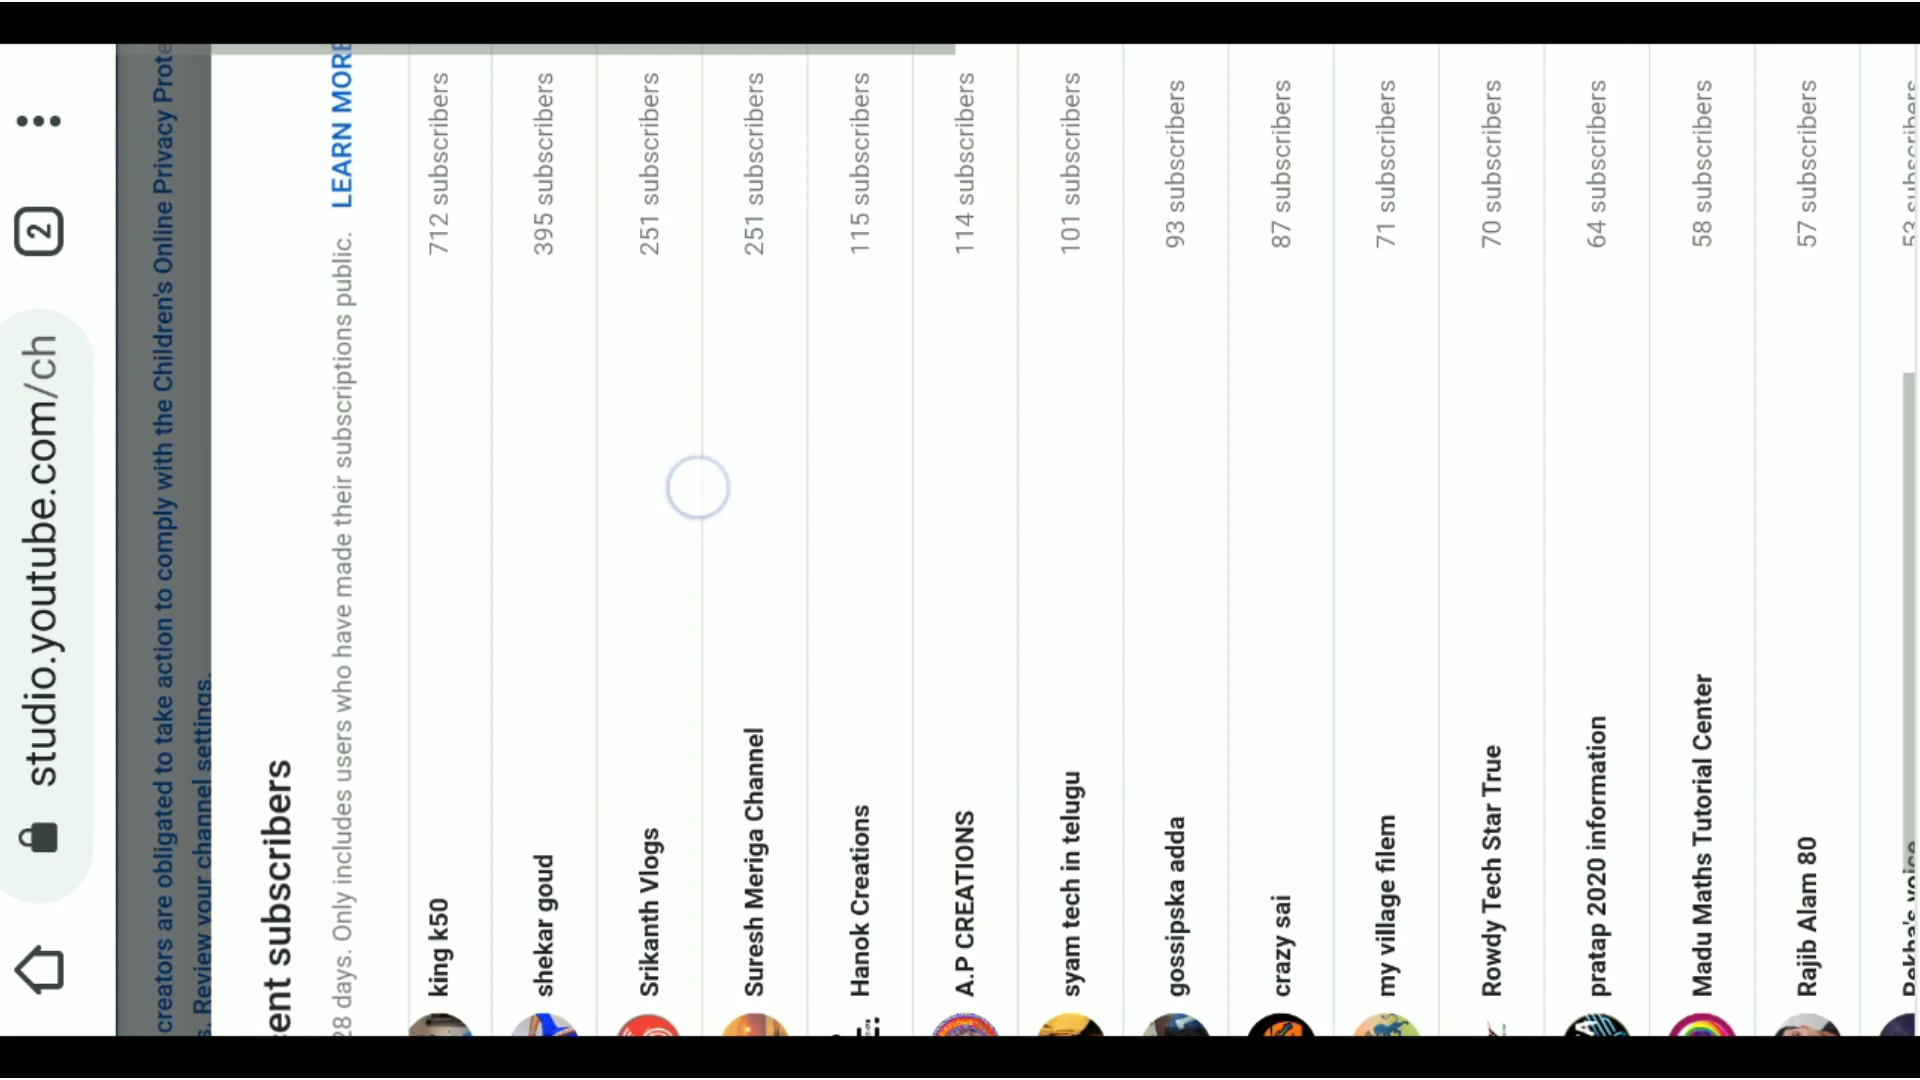 studio.youtube.com/ch
2
creators are obligated to take action to comply with the Children's Online Privacy Prote
s. Review your channel settings.
ent subscribers
28 days. Only includes users who have made their subscriptions public. LEARN MORE
king k50 712 subscribers
shekar goud 395 subscribers
Srikanth Vlogs 251 subscribers
Suresh Meriga Channel 251 subscribers
Hanok Creations 115 subscribers
A.P CREATIONS 114 subscribers
syam tech in telugu 101 subscribers
gossipska adda 93 subscribers
crazy sai 87 subscribers
my village filem 71 subscribers
Rowdy Tech Star True 70 subscribers
pratap 2020 information 64 subscribers
Madu Maths Tutorial Center 58 subscribers
Rajib Alam 80 57 subscribers
Rekha's voice 53 subscribers